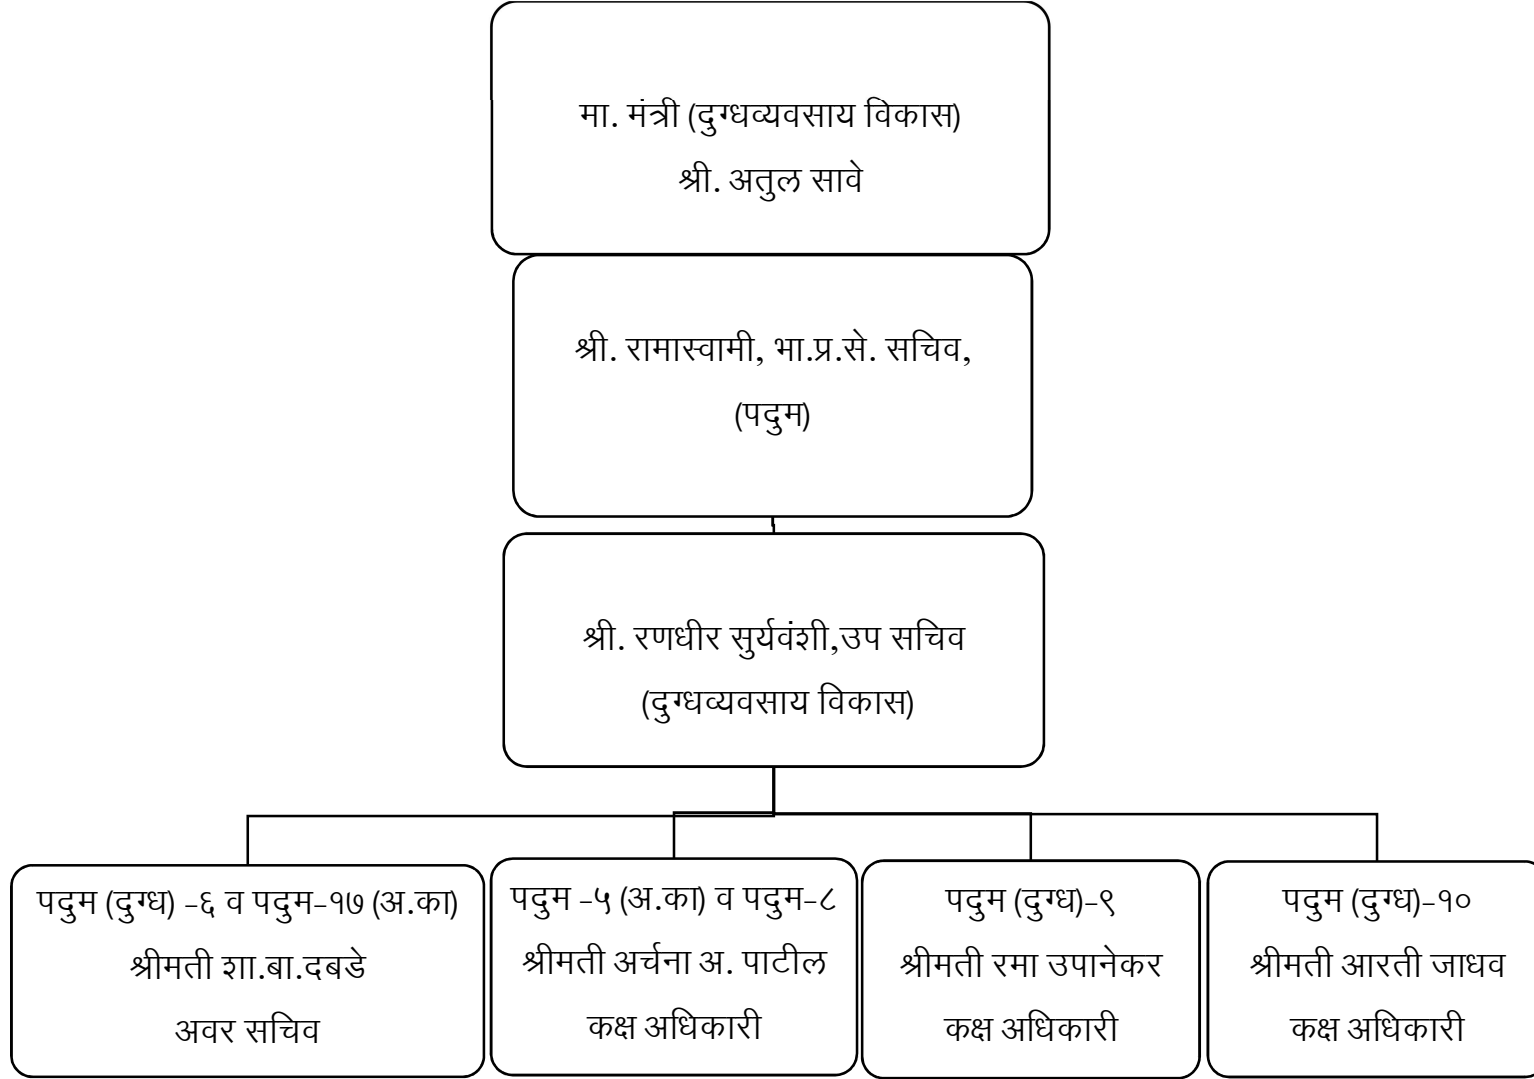 मा. मंत्री (दुग्धव्यवसाय विकास)
श्री. अतुल सावे
श्री. रामास्वामी, भा.प्र.से. सचिव,
(पदुम)
श्री. रणधीर सुर्यवंशी,उप सचिव
(दुग्धव्यवसाय विकास)
पदुम (दुग्ध) -६ व पदुम-१७ (अ.का)
श्रीमती शा.बा.दबडे
अवर सचिव
पदुम -५ (अ.का) व पदुम-८
श्रीमती अर्चना अ. पाटील
कक्ष अधिकारी
पदुम (दुग्ध)-९
श्रीमती रमा उपानेकर
कक्ष अधिकारी
पदुम (दुग्ध)-१०
श्रीमती आरती जाधव
कक्ष अधिकारी